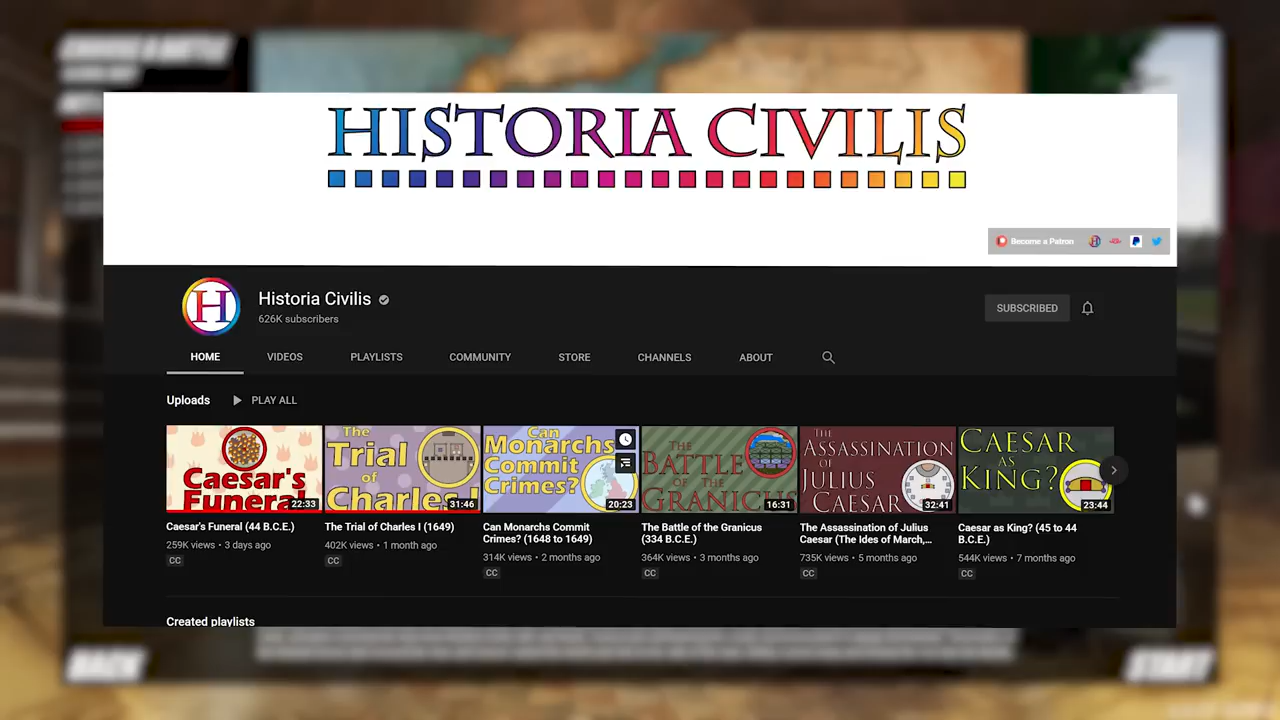 HISTORIA CIVILIS
Become a Patron
Historia Civilis
626K subscribers
SUBSCRIBED
HOME
VIDEOS
PLAYLISTS
COMMUNITY
STORE
CHANNELS
ABOUT
Uploads
PLAY ALL
Caesar's
Funeral
22:33
The
Trial
of
Charles I
31:46
Can
Monarchs
Commit
Crimes?
20:23
THE
BATTLE
OF THE
GRANICUS
16:31
THE
ASSASSINATION
OF
JULIUS
CAESAR
32:41
CAESAR
AS
KING?
23:44
Caesar's Funeral (44 B.C.E.)
259K views • 3 days ago
CC
The Trial of Charles I (1649)
402K views • 1 month ago
CC
Can Monarchs Commit
Crimes? (1648 to 1649)
314K views • 2 months ago
CC
The Battle of the Granicus
(334 B.C.E.)
364K views • 3 months ago
CC
The Assassination of Julius
Caesar (The Ides of March,...
735K views • 5 months ago
CC
Caesar as King? (45 to 44
B.C.E.)
544K views • 7 months ago
CC
Created playlists
BACK
START